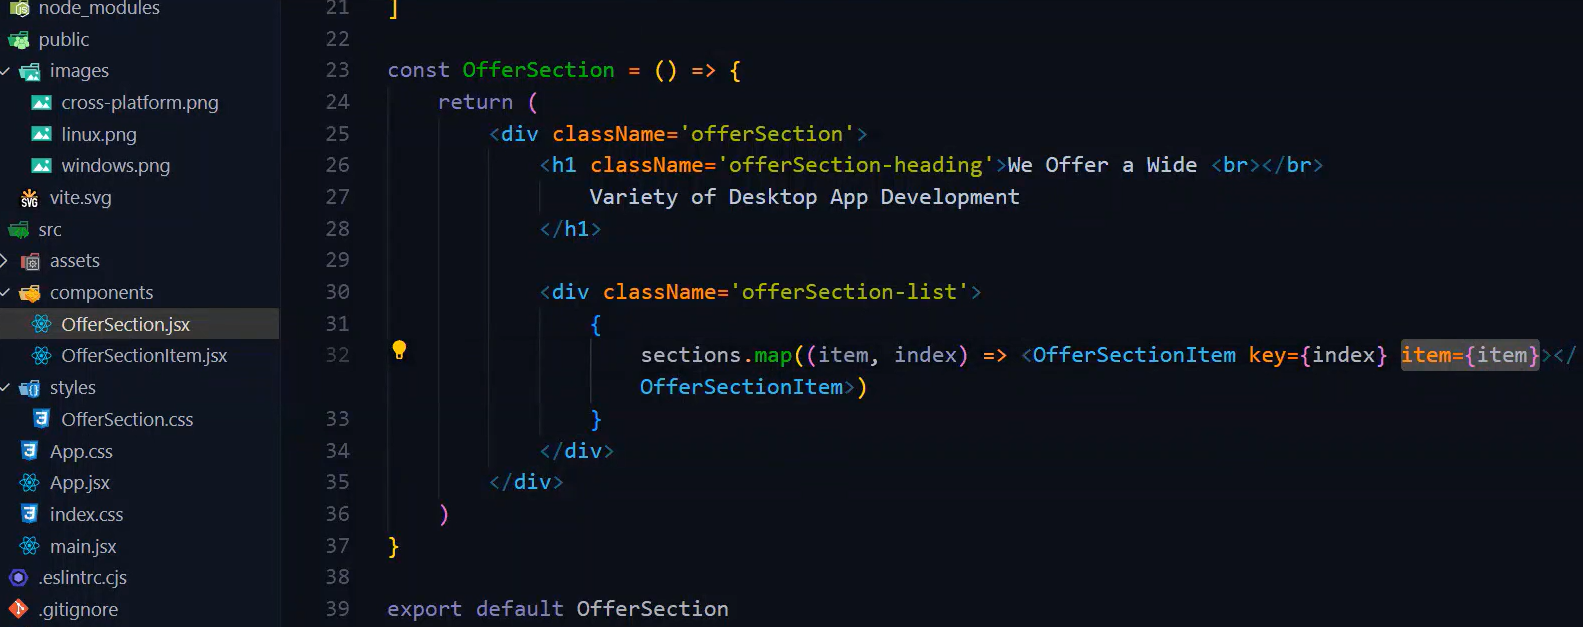 node_modules
public
images
cross-platform.png
linux.png
windows.png
SVG vite.svg
src
assets
components
OfferSection.jsx
OfferSectionItem.jsx
styles
OfferSection.css
App.css
App.jsx
index.css
main.jsx
.eslintrc.cjs
.gitignore
21 ]
22
23 const OfferSection = () => {
24 return (
25 <div className='offerSection'>
26 <h1 className='offerSection-heading'>We Offer a Wide <br></br>
27 Variety of Desktop App Development
28 </h1>
29
30 <div className='offerSection-list'>
31 {
32 sections.map((item, index) => <OfferSectionItem key={index} item={item}></
OfferSectionItem>)
33 }
34 </div>
35 </div>
36 )
37 }
38
39 export default OfferSection